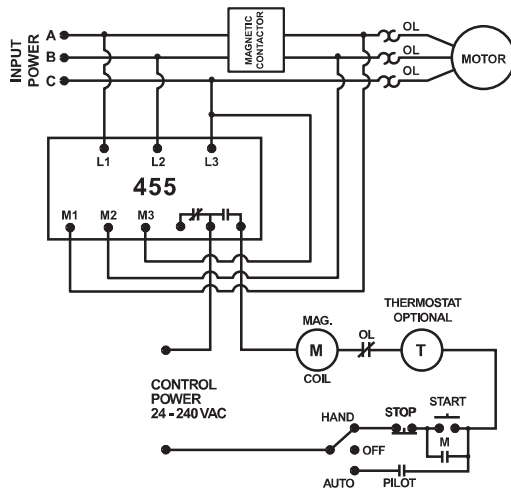 INPUT
POWER
A
B
C
MAGNETIC
CONTACTOR
OL
OL
OL
MOTOR
L1
L2
L3
455
M1
M2
M3
MAG.
M
COIL
OL
THERMOSTAT
OPTIONAL
T
CONTROL
POWER
24 - 240 VAC
HAND
STOP
START
M
OFF
AUTO
PILOT